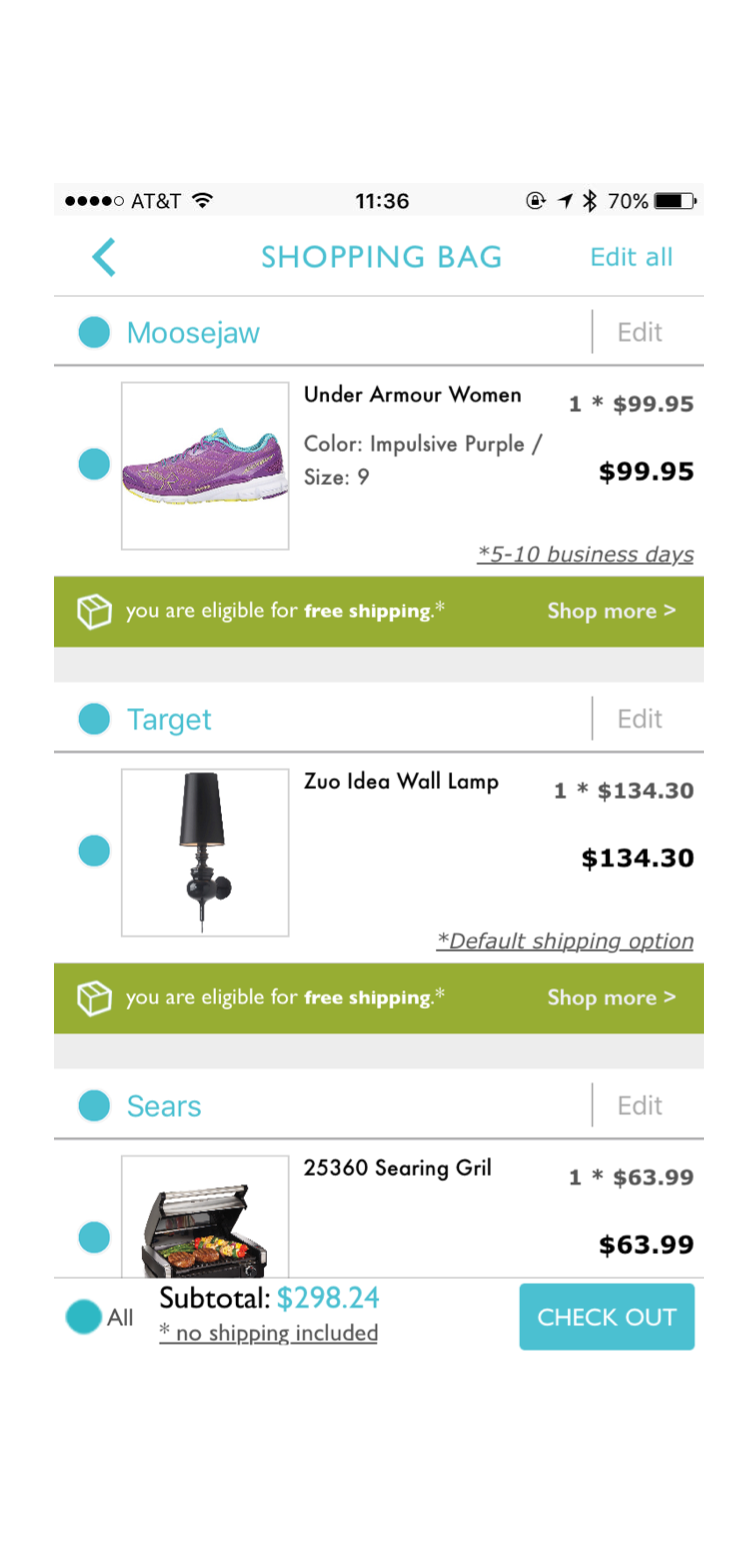 AT&T 11:36 70%
SHOPPING BAG Edit all
Moosejaw Edit
Under Armour Women 1 * $99.95
Color: Impulsive Purple /
Size: 9
$99.95
*5-10 business days
you are eligible for free shipping.* Shop more >
Target Edit
Zuo Idea Wall Lamp 1 * $134.30
$134.30
*Default shipping option
you are eligible for free shipping.* Shop more >
Sears Edit
25360 Searing Gril 1 * $63.99
$63.99
All Subtotal: $298.24 CHECK OUT
* no shipping included